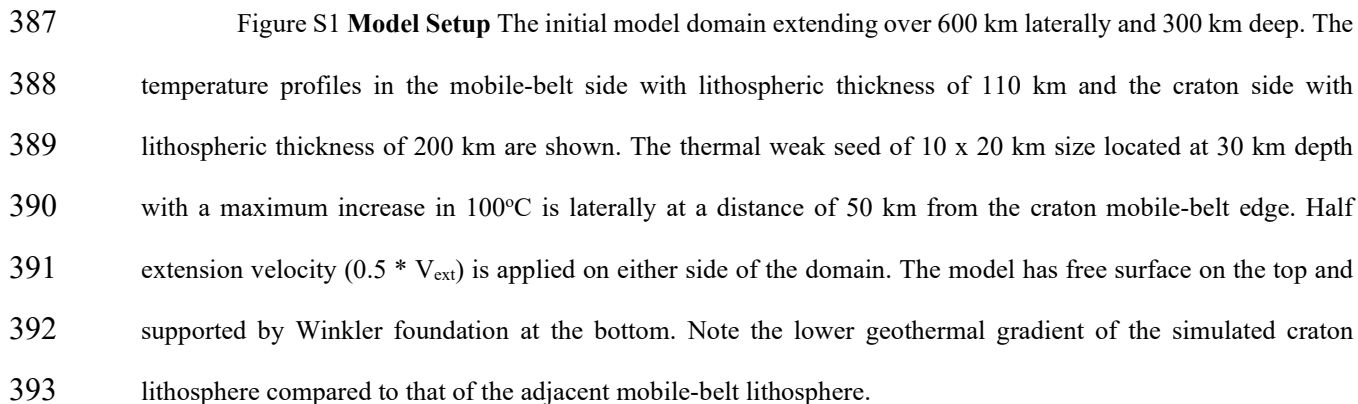 387 Figure S1 Model Setup The initial model domain extending over 600 km laterally and 300 km deep. The
388 temperature profiles in the mobile-belt side with lithospheric thickness of 110 km and the craton side with
389 lithospheric thickness of 200 km are shown. The thermal weak seed of 10 x 20 km size located at 30 km depth
390 with a maximum increase in 100°C is laterally at a distance of 50 km from the craton mobile-belt edge. Half
391 extension velocity (0.5 * Vext) is applied on either side of the domain. The model has free surface on the top and
392 supported by Winkler foundation at the bottom. Note the lower geothermal gradient of the simulated craton
393 lithosphere compared to that of the adjacent mobile-belt lithosphere.